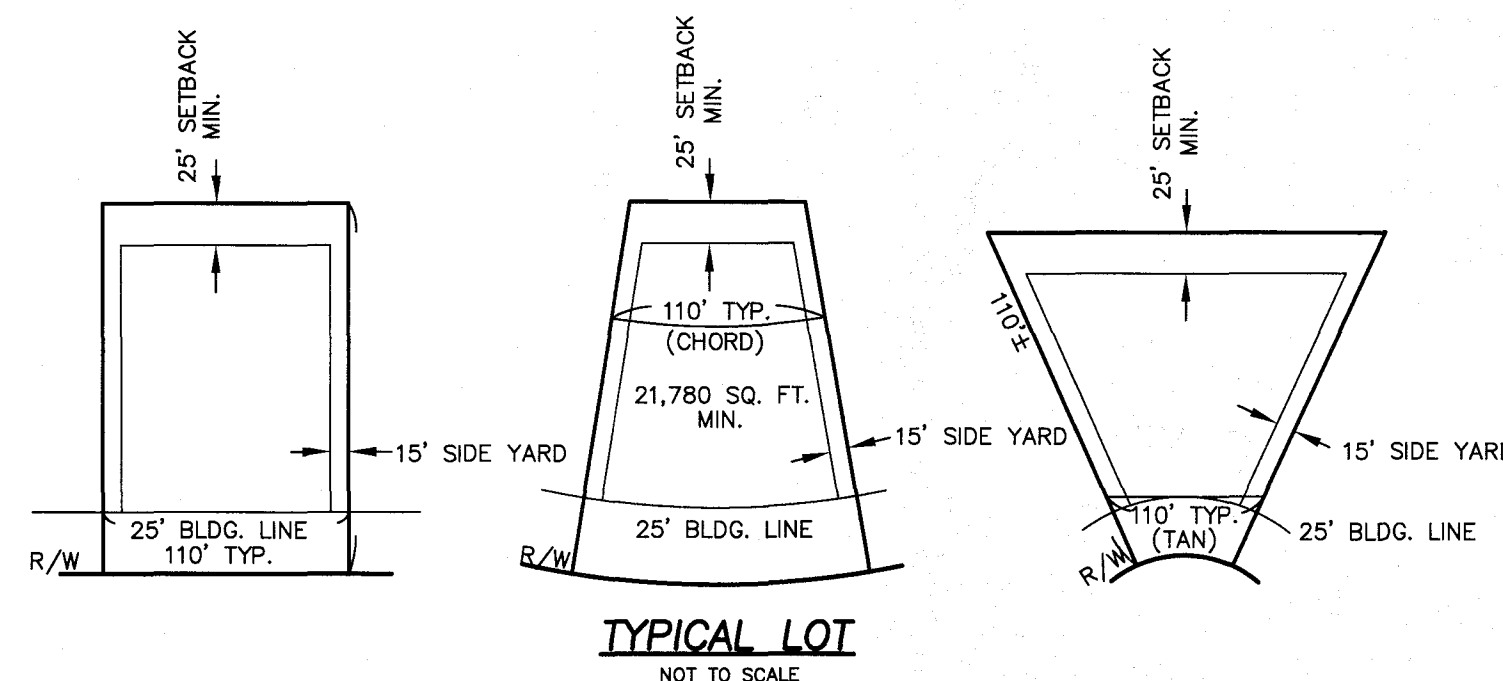 25' SETBACK
MIN.
15' SIDE YARD
25' BLDG. LINE
110' TYP.
R/W
25' SETBACK
MIN.
110' TYP.
(CHORD)
21,780 SQ. FT.
MIN.
15' SIDE YARD
25' BLDG. LINE
R/W
25' SETBACK
MIN.
110'±
15' SIDE YARD
110' TYP.
(TAN)
25' BLDG. LINE
R/W
TYPICAL LOT
NOT TO SCALE